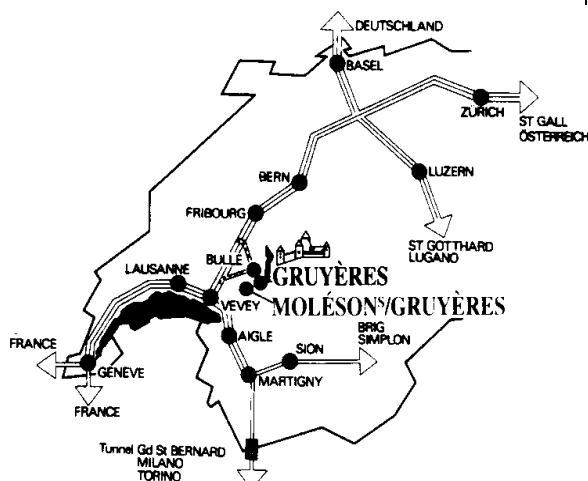 DEUTSCHLAND
BASEL
ZÜRICH
ST GALL
ÖSTERREICH
LUZERN
BERN
FRIBOURG
ST GOTTHARD
LUGANO
BULLE
GRUYÈRES
LAUSANNE
VEVEY
MOLÉSONS/GRUYÈRES
AIGLE
BRIG
SIMPLON
SION
FRANCE
GENÈVE
MARTIGNY
FRANCE
Tunnel Gd St BERNARD
MILANO
TORINO